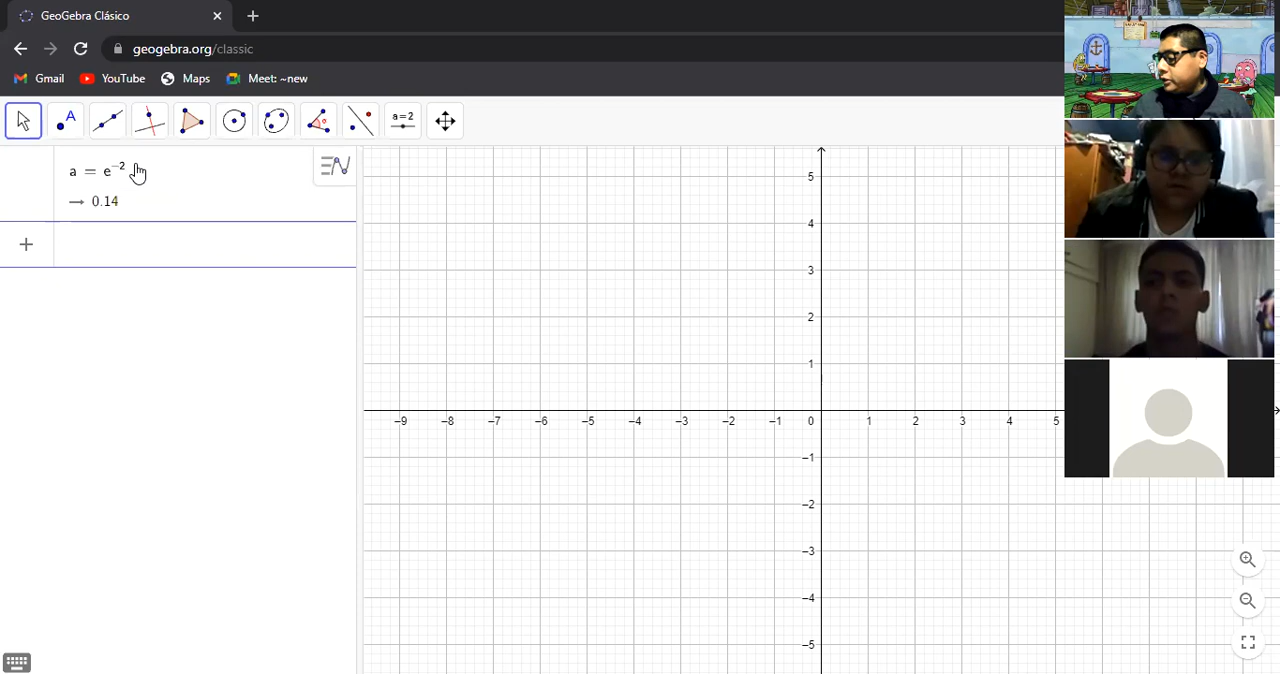 GeoGebra Clásico
geogebra.org/classic
Gmail YouTube Maps Meet: ~new
A a=2
a = e⁻²
→ 0.14
5
4
3
2
1
−9 −8 −7 −6 −5 −4 −3 −2 −1 0 1 2 3 4 5
−1
−2
−3
−4
−5